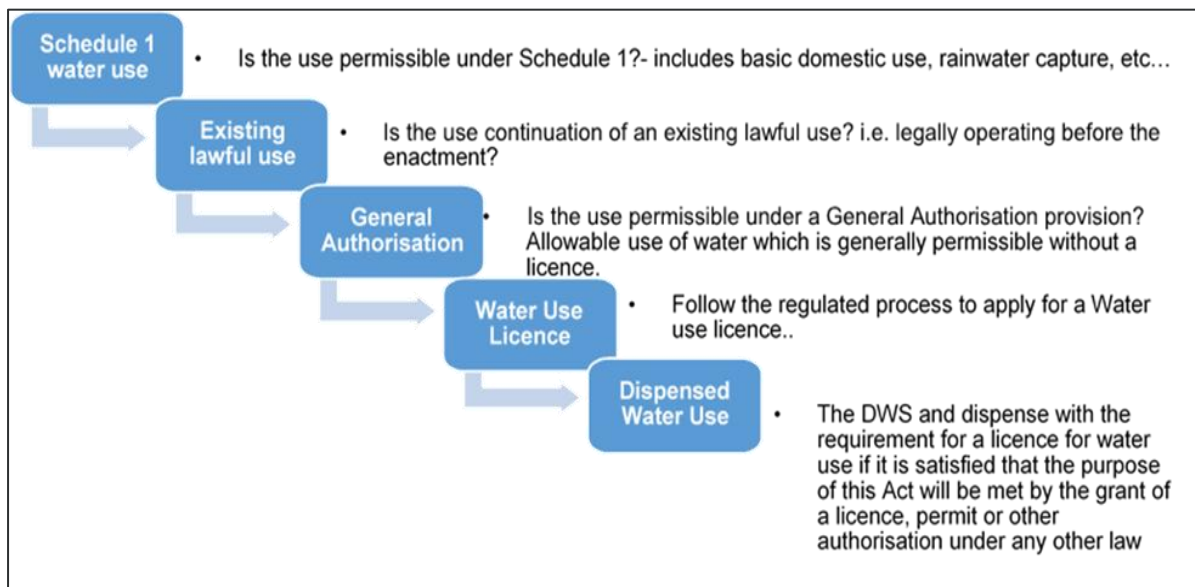 Schedule 1
water use
• Is the use permissible under Schedule 1?- includes basic domestic use, rainwater capture, etc…
Existing
lawful use
• Is the use continuation of an existing lawful use? i.e. legally operating before the
enactment?
General
Authorisation
• Is the use permissible under a General Authorisation provision?
Allowable use of water which is generally permissible without a
licence.
Water Use
Licence
• Follow the regulated process to apply for a Water
use licence..
Dispensed
Water Use
• The DWS and dispense with the
requirement for a licence for water
use if it is satisfied that the purpose
of this Act will be met by the grant of
a licence, permit or other
authorisation under any other law